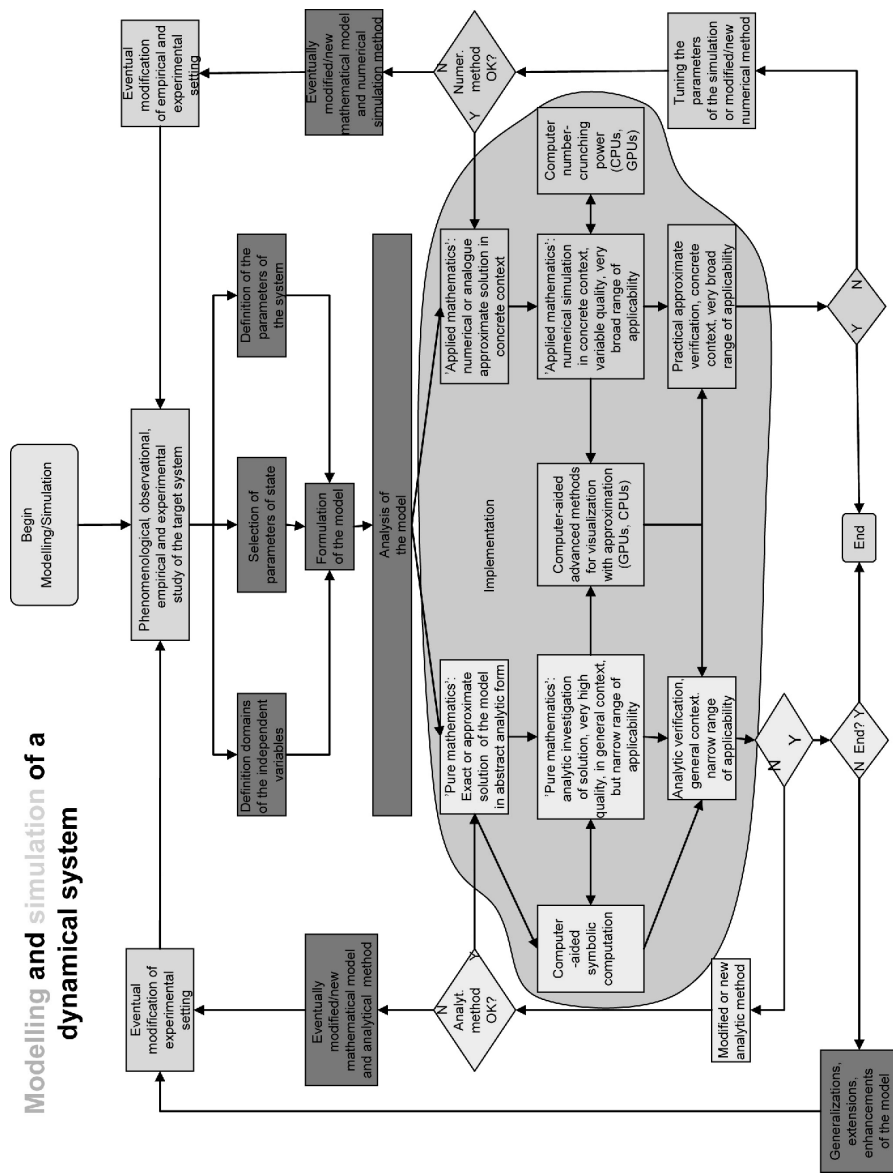 Modelling and simulation of a
dynamical system
Begin
Modelling/Simulation
Eventual
modification of
experimental
setting
Phenomenological, observational,
empirical and experimental
study of the target system
Eventual
modification
of empirical and
experimental
setting
Definition domains
of the independent
variables
Selection of
parameters of state
Definition of the
parameters of
the system
Eventually
modified/new
mathematical model
and analytical method
Formulation
of the model
Eventually
modified/new
mathematical model
and numerical
simulation method
Analysis of
the model
N
Analyt.
method
OK?
Y
N
Numer.
method
OK?
Y
Implementation
'Pure mathematics':
Exact or approximate
solution of the model
in abstract analytic form
'Applied mathematics':
numerical or analogue
approximate solution in
concrete context
Computer
-aided
symbolic
computation
'Pure mathematics':
analytic investigation
of solution, very high
quality, in general context,
but narrow range of
applicability
Computer-aided
advanced methods
for visualization
with approximation
(GPUs, CPUs)
'Applied mathematics':
numerical simulation
in concrete context,
variable quality, very
broad range of
applicability
Computer
number-
crunching
power
(CPUs,
GPUs)
Modified or new
analytic method
Analytic verification,
general context.
narrow range
of applicability
Practical approximate
verification, concrete
context, very broad
range of applicability
Tuning the
parameters
of the simulation
or modified/new
numerical method
N
Y
Y
N
Generalizations,
extensions,
enhancements
of the model
N
End?
Y
End